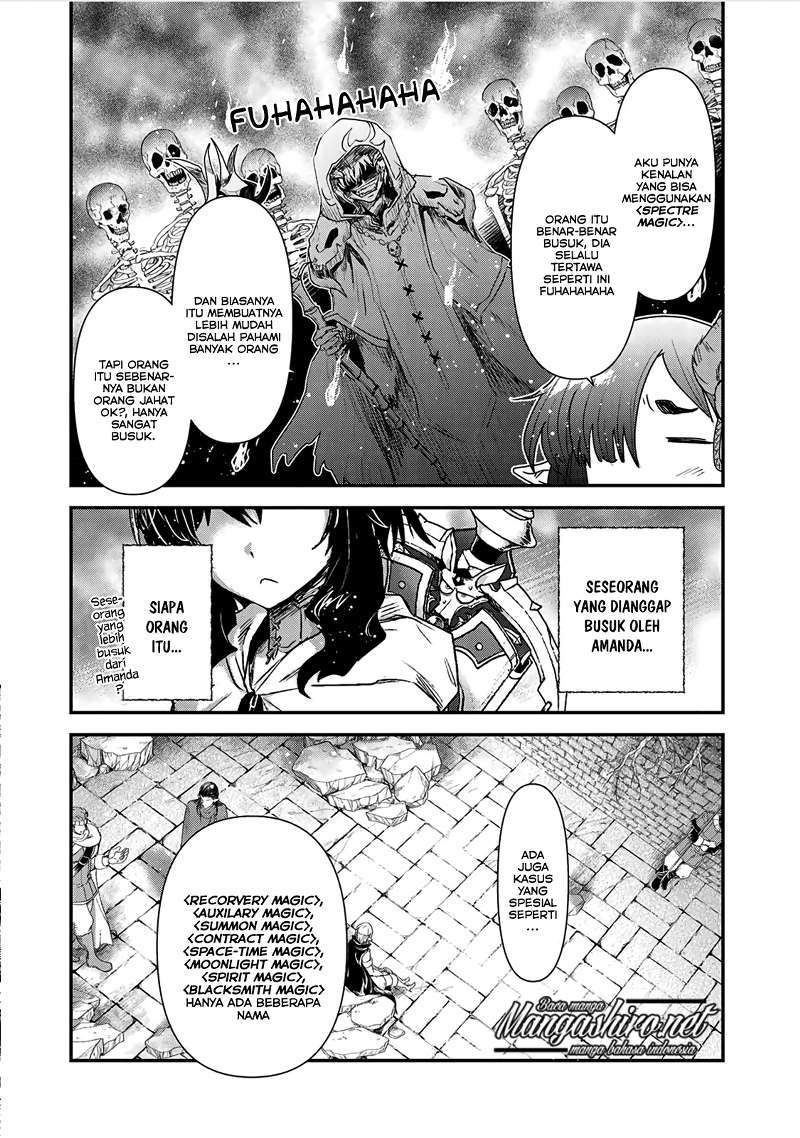 AKU PUNYA
KENALAN
YANG BISA
MENGGUNAKAN
<SPECTRE
MAGIC>...
ORANG ITU
BENAR-BENAR
BUSUK, DIA
SELALU
TERTAWA
SEPERTI INI
FUHAHAHAHA
FUHAHAHAHA
DAN BIASANYA
ITU MEMBUATNYA
LEBIH MUDAH
DISALAH PAHAMI
BANYAK ORANG
...
TAPI ORANG
ITU SEBENAR-
NYA BUKAN
ORANG JAHAT
OK?, HANYA
SANGAT
BUSUK.
SESEORANG
YANG DIANGGAP
BUSUK OLEH
AMANDA...
SIAPA
ORANG
ITU...
Sese-
orang
yang
lebih
busuk
dari
Amanda
?
ADA
JUGA
KASUS
YANG
SPESIAL
SEPERTI
...
<RECORVERY MAGIC>,
<AUXILARY MAGIC>,
<SUMMON MAGIC>,
<CONTRACT MAGIC>,
<SPACE-TIME MAGIC>,
<MOONLIGHT MAGIC>,
<SPIRIT MAGIC>,
<BLACKSMITH MAGIC>
HANYA ADA BEBERAPA
NAMA
Baca manga
Mangashiro.net
manga bahasa indonesia